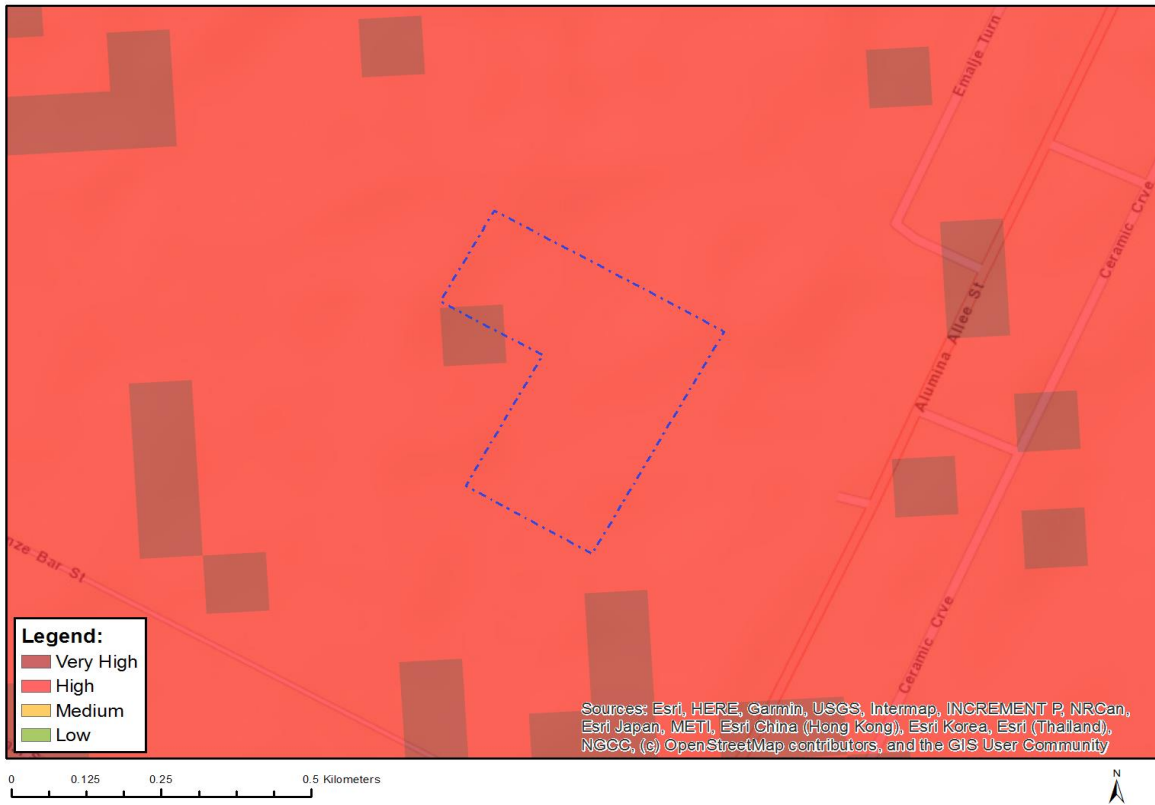 Emalje Turn
Ceramic Crve
Alumina Allee St
nze Bar St
Ceramic Crve
Legend:
Very High
High
Medium
Low
Sources: Esri, HERE, Garmin, USGS, Intermap, INCREMENT P, NRCan,
Esri Japan, METI, Esri China (Hong Kong), Esri Korea, Esri (Thailand),
NGCC, (c) OpenStreetMap contributors, and the GIS User Community
0 0.125 0.25 0.5 Kilometers
N